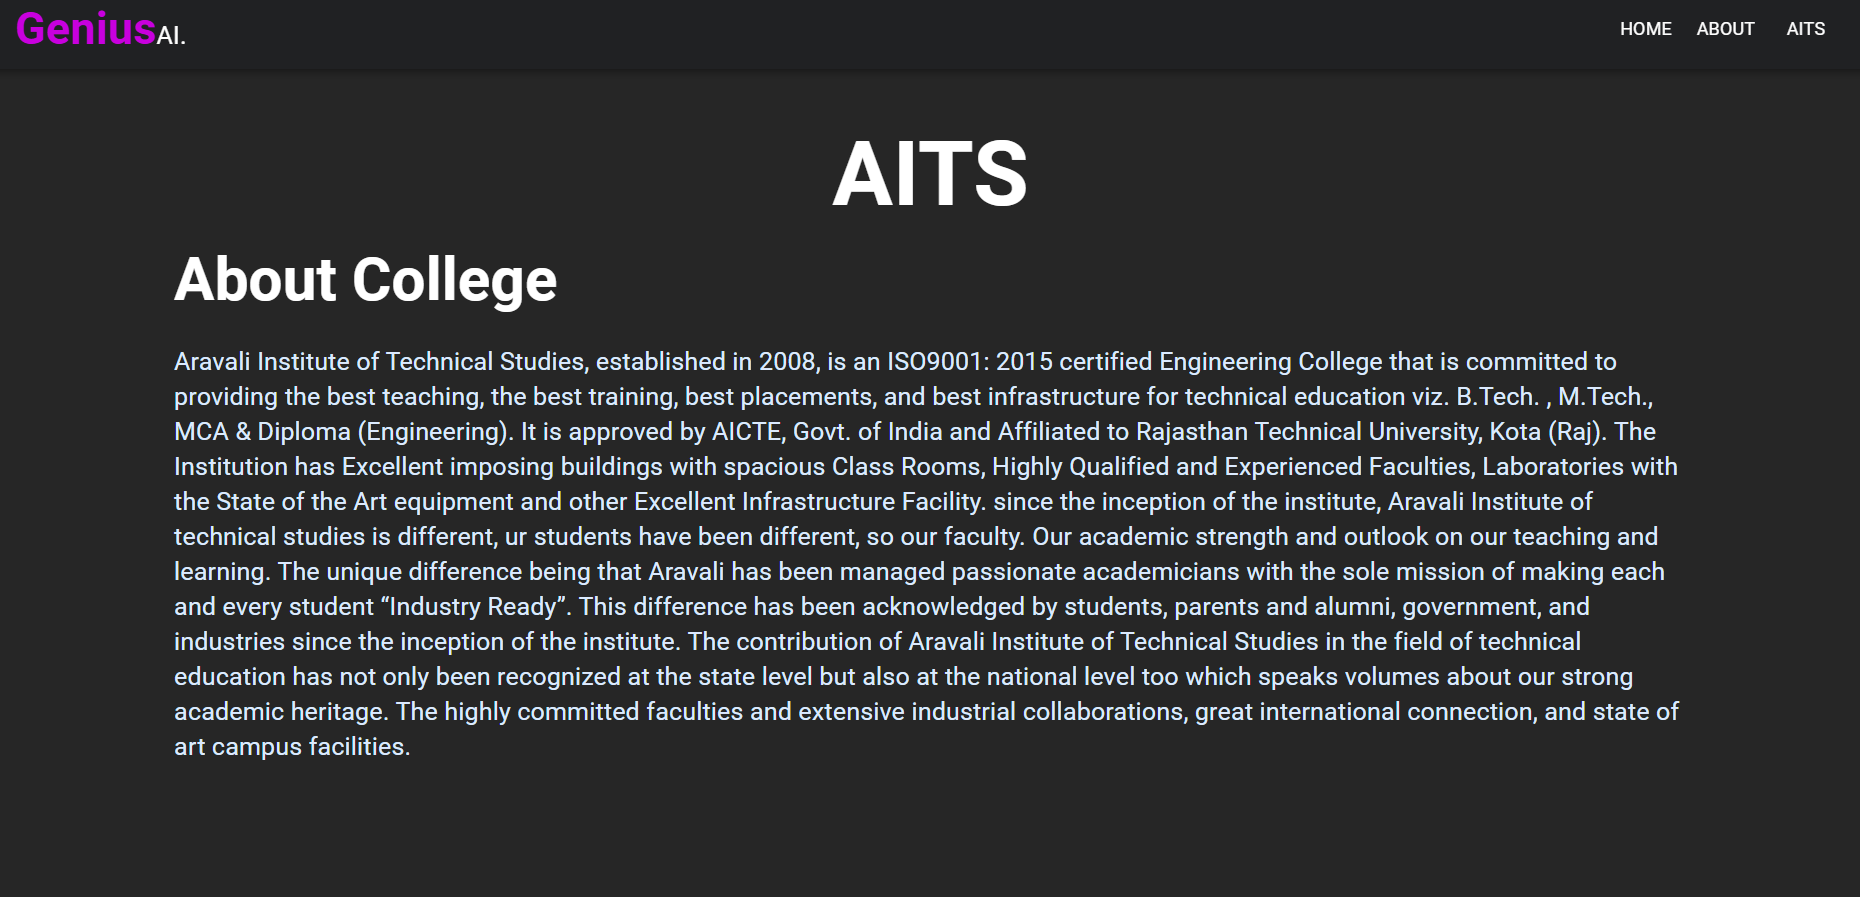 GeniusAI.
HOME ABOUT AITS
AITS
About College
Aravali Institute of Technical Studies, established in 2008, is an ISO9001: 2015 certified Engineering College that is committed to
providing the best teaching, the best training, best placements, and best infrastructure for technical education viz. B.Tech. , M.Tech.,
MCA & Diploma (Engineering). It is approved by AICTE, Govt. of India and Affiliated to Rajasthan Technical University, Kota (Raj). The
Institution has Excellent imposing buildings with spacious Class Rooms, Highly Qualified and Experienced Faculties, Laboratories with
the State of the Art equipment and other Excellent Infrastructure Facility. since the inception of the institute, Aravali Institute of
technical studies is different, ur students have been different, so our faculty. Our academic strength and outlook on our teaching and
learning. The unique difference being that Aravali has been managed passionate academicians with the sole mission of making each
and every student “Industry Ready”. This difference has been acknowledged by students, parents and alumni, government, and
industries since the inception of the institute. The contribution of Aravali Institute of Technical Studies in the field of technical
education has not only been recognized at the state level but also at the national level too which speaks volumes about our strong
academic heritage. The highly committed faculties and extensive industrial collaborations, great international connection, and state of
art campus facilities.